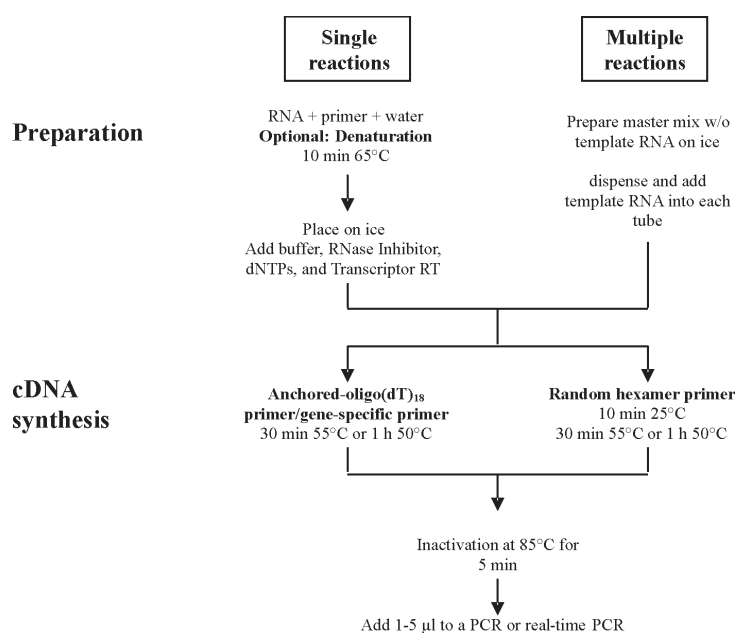 Single
reactions
Multiple
reactions
Preparation
RNA + primer + water
Optional: Denaturation
10 min 65°C
Place on ice
Add buffer, RNase Inhibitor,
dNTPs, and Transcriptor RT
Prepare master mix w/o
template RNA on ice
dispense and add
template RNA into each
tube
cDNA
synthesis
Anchored-oligo(dT)₁₈
primer/gene-specific primer
30 min 55°C or 1 h 50°C
Random hexamer primer
10 min 25°C
30 min 55°C or 1 h 50°C
Inactivation at 85°C for
5 min
Add 1-5 µl to a PCR or real-time PCR